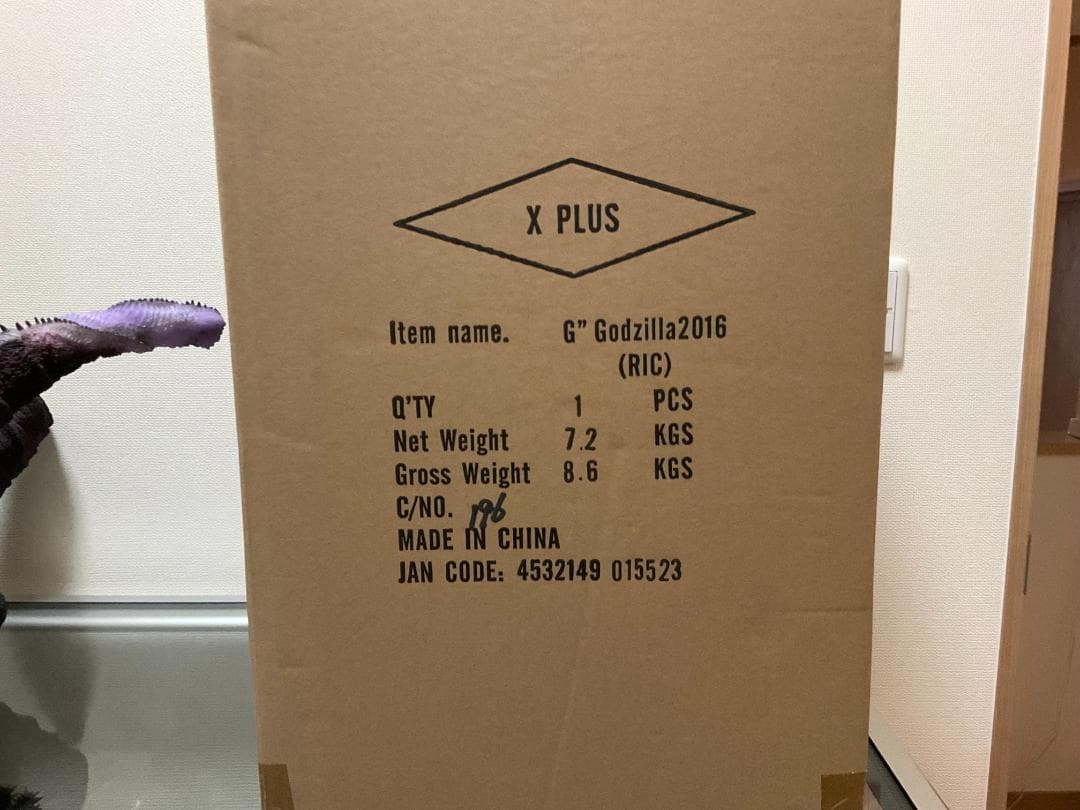 X PLUS
Item name. G" Godzilla2016
(RIC)
Q'TY 1 PCS
Net Weight 7.2 KGS
Gross Weight 8.6 KGS
C/NO. 196
MADE IN CHINA
JAN CODE: 4532149 015523